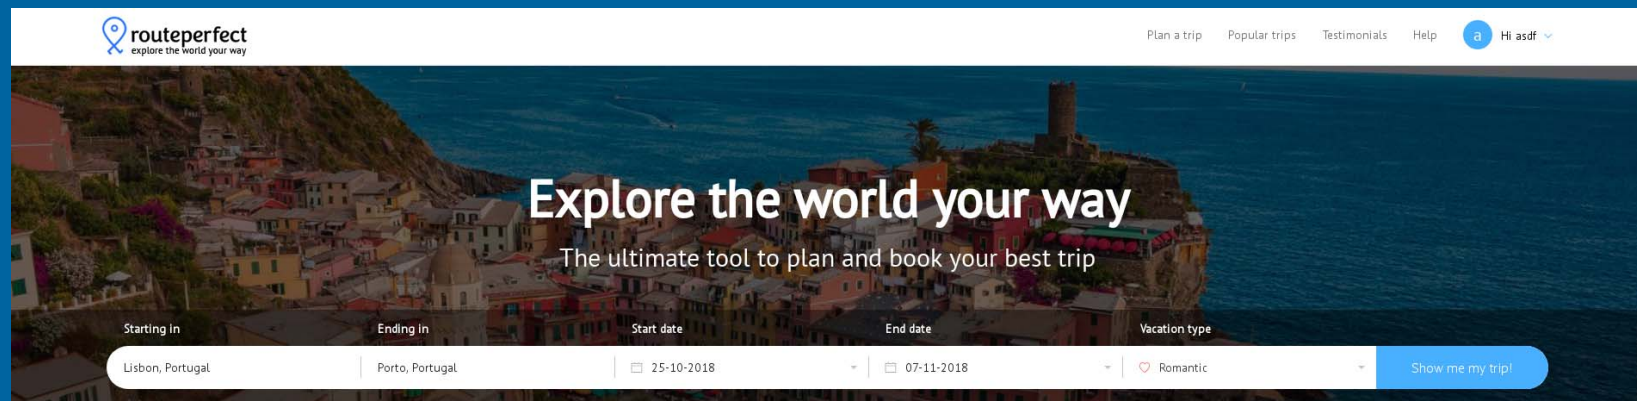 routeperfect
explore the world your way
Plan a trip
Popular trips
Testimonials
Help
a
Hi asdf
Explore the world your way
The ultimate tool to plan and book your best trip
Starting in
Ending in
Start date
End date
Vacation type
Lisbon, Portugal
Porto, Portugal
25-10-2018
07-11-2018
Romantic
Show me my trip!